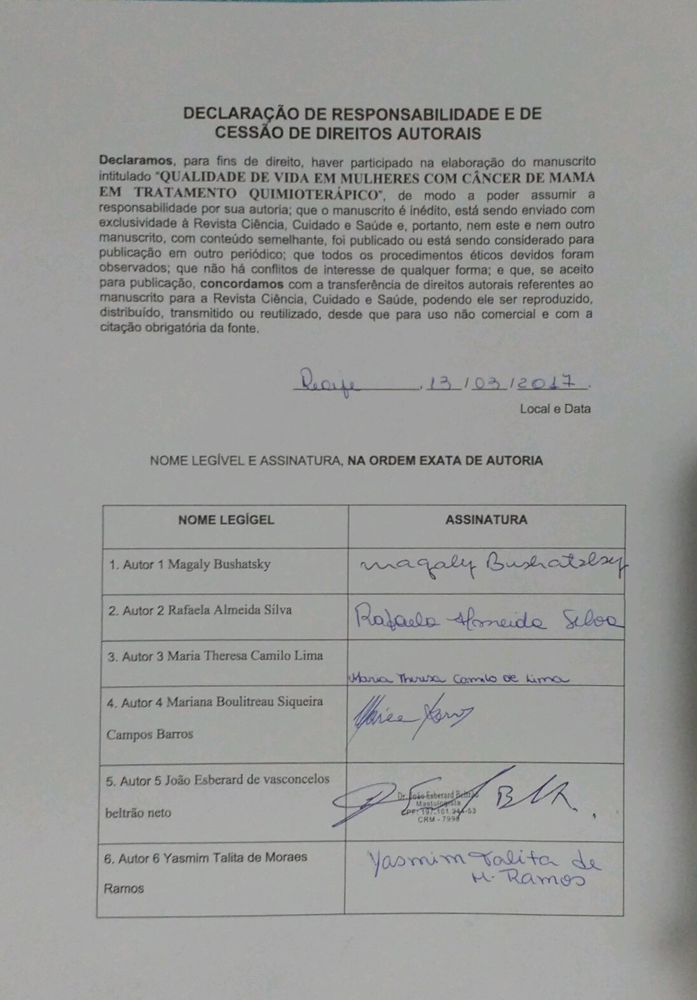 DECLARAÇÃO DE RESPONSABILIDADE E DE
CESSÃO DE DIREITOS AUTORAIS
Declaramos, para fins de direito, haver participado na elaboração do manuscrito
intitulado "QUALIDADE DE VIDA EM MULHERES COM CÂNCER DE MAMA
EM TRATAMENTO QUIMIOTERÁPICO", de modo a poder assumir a
responsabilidade por sua autoria; que o manuscrito é inédito, está sendo enviado com
exclusividade à Revista Ciência, Cuidado e Saúde e, portanto, nem este e nem outro
manuscrito, com conteúdo semelhante, foi publicado ou está sendo considerado para
publicação em outro periódico; que todos os procedimentos éticos devidos foram
observados; que não há conflitos de interesse de qualquer forma; e que, se aceito
para publicação, concordamos com a transferência de direitos autorais referentes ao
manuscrito para a Revista Ciência, Cuidado e Saúde, podendo ele ser reproduzido,
distribuído, transmitido ou reutilizado, desde que para uso não comercial e com a
citação obrigatória da fonte.
Recife, 13/03/2017.
Local e Data
NOME LEGÍVEL E ASSINATURA, NA ORDEM EXATA DE AUTORIA
NOME LEGÍGEL ASSINATURA
1. Autor 1 Magaly Bushatsky Magaly Bushatsky
2. Autor 2 Rafaela Almeida Silva Rafaela Almeida Silva
3. Autor 3 Maria Theresa Camilo Lima
Maria Theresa Camilo de Lima
4. Autor 4 Mariana Boulitreau Siqueira
Campos Barros
5. Autor 5 João Esberard de vasconcelos
beltrão neto
Dr. João Esberard Beltrão
Mastologista
CPF: 197.101.944-53
CRM - 7998
6. Autor 6 Yasmim Talita de Moraes
Ramos
Yasmim Talita de
M. Ramos